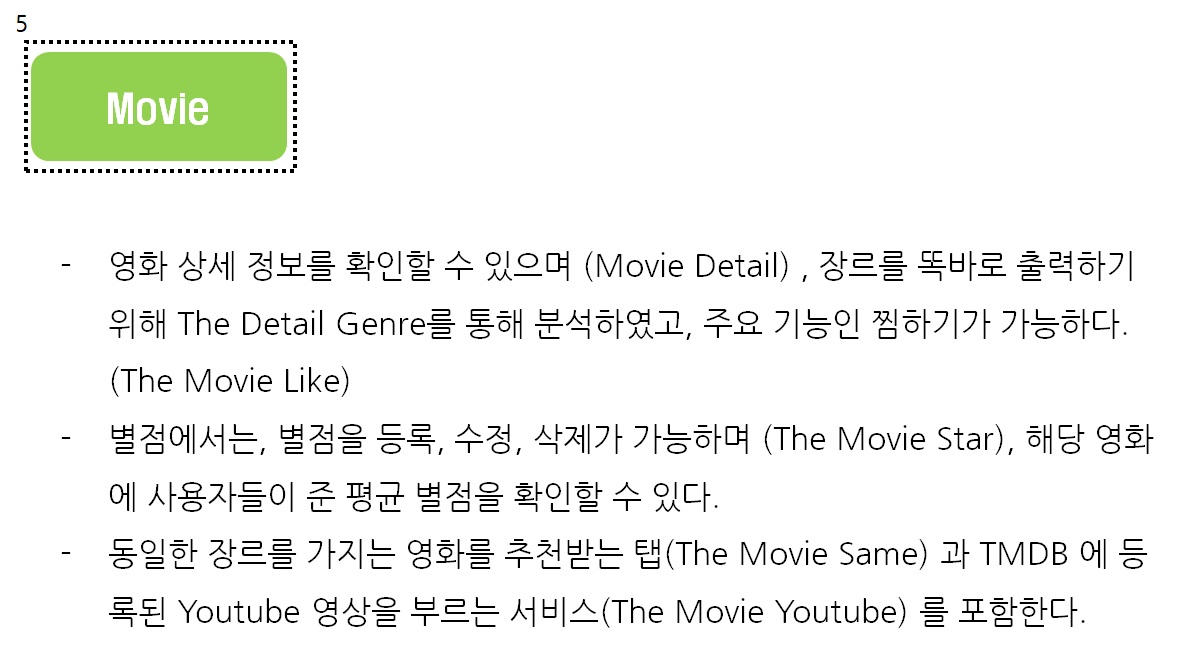 5
Movie
- 영화 상세 정보를 확인할 수 있으며 (Movie Detail) , 장르를 똑바로 출력하기
위해 The Detail Genre를 통해 분석하였고, 주요 기능인 찜하기가 가능하다.
(The Movie Like)
- 별점에서는, 별점을 등록, 수정, 삭제가 가능하며 (The Movie Star), 해당 영화
에 사용자들이 준 평균 별점을 확인할 수 있다.
- 동일한 장르를 가지는 영화를 추천받는 탭(The Movie Same) 과 TMDB 에 등
록된 Youtube 영상을 부르는 서비스(The Movie Youtube) 를 포함한다.